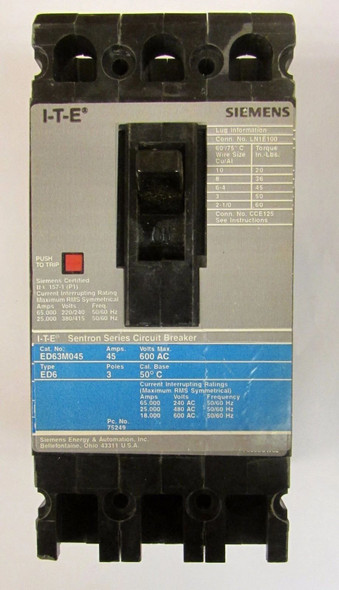 I-T-E® SIEMENS
Lug Information
Conn. No. LN1E100
60/75° C Torque
Wire Size In./Lbs.
Cu/Al
10 20
8 36
6-4 45
3 50
2-1/0 60
Conn. No. CCE125
See Instructions
PUSH
TO TRIP
Siemens Certified
157-1 (P1)
Current Interrupting Rating
Maximum RMS Symmetrical
Amps Volts Freq.
65,000 220/240 50/60 Hz
25,000 380/415 50/60 Hz
I-T-E® Sentron Series Circuit Breaker
Cat. No. Amps. Volts Max.
ED63M045 45 600 AC
Type Poles Cal. Base
ED6 3 50° C
Current Interrupting Ratings
(Maximum RMS Symmetrical)
Amps Volts Frequency
65,000 240 AC 50/60 Hz
25,000 480 AC 50/60 Hz
18,000 600 AC 50/60 Hz
Pc. No.
75249
Siemens Energy & Automation, Inc.
Bellefontaine, Ohio 43311 U.S.A.